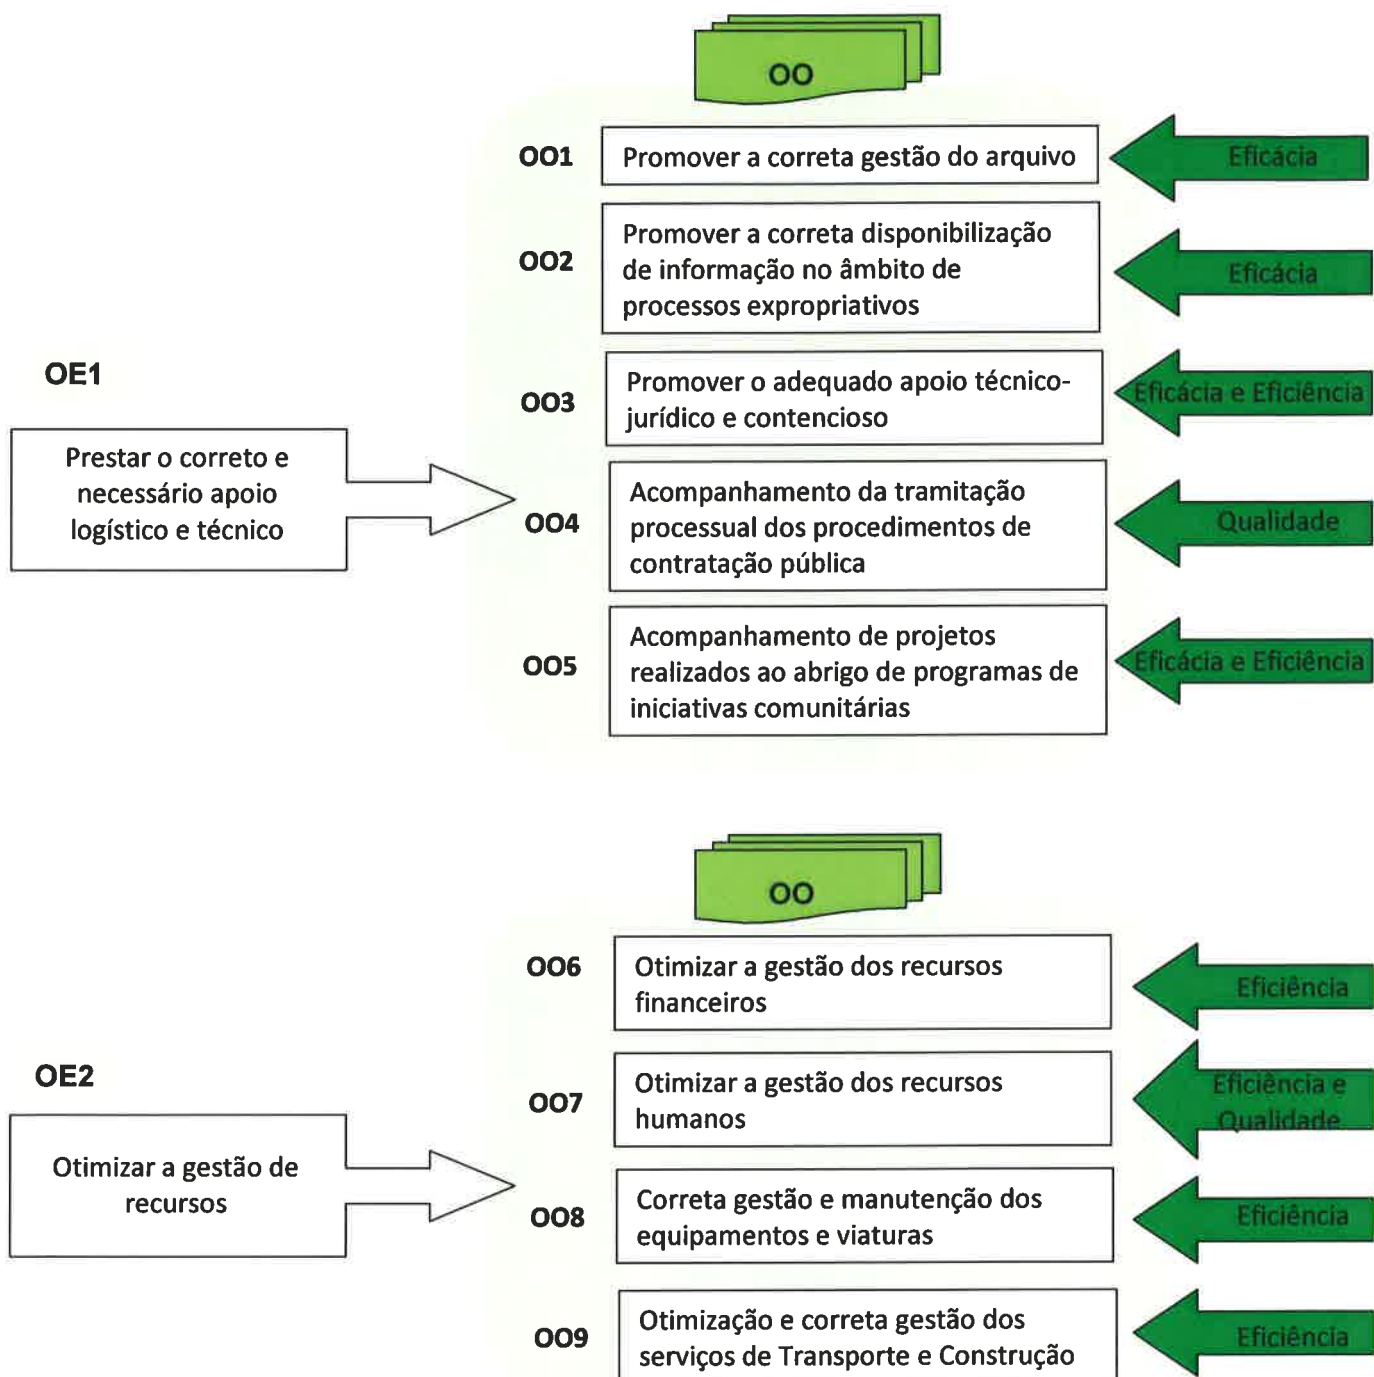 OO
OO1
Promover a correta gestão do arquivo
Eficácia
OO2
Promover a correta disponibilização
de informação no âmbito de
processos expropriativos
Eficácia
OE1
Prestar o correto e
necessário apoio
logístico e técnico
OO3
Promover o adequado apoio técnico-
jurídico e contencioso
Eficácia e Eficiência
OO4
Acompanhamento da tramitação
processual dos procedimentos de
contratação pública
Qualidade
OO5
Acompanhamento de projetos
realizados ao abrigo de programas de
iniciativas comunitárias
Eficácia e Eficiência
OO
OO6
Otimizar a gestão dos recursos
financeiros
Eficiência
OE2
Otimizar a gestão de
recursos
OO7
Otimizar a gestão dos recursos
humanos
Eficiência e
Qualidade
OO8
Correta gestão e manutenção dos
equipamentos e viaturas
Eficiência
OO9
Otimização e correta gestão dos
serviços de Transporte e Construção
Eficiência